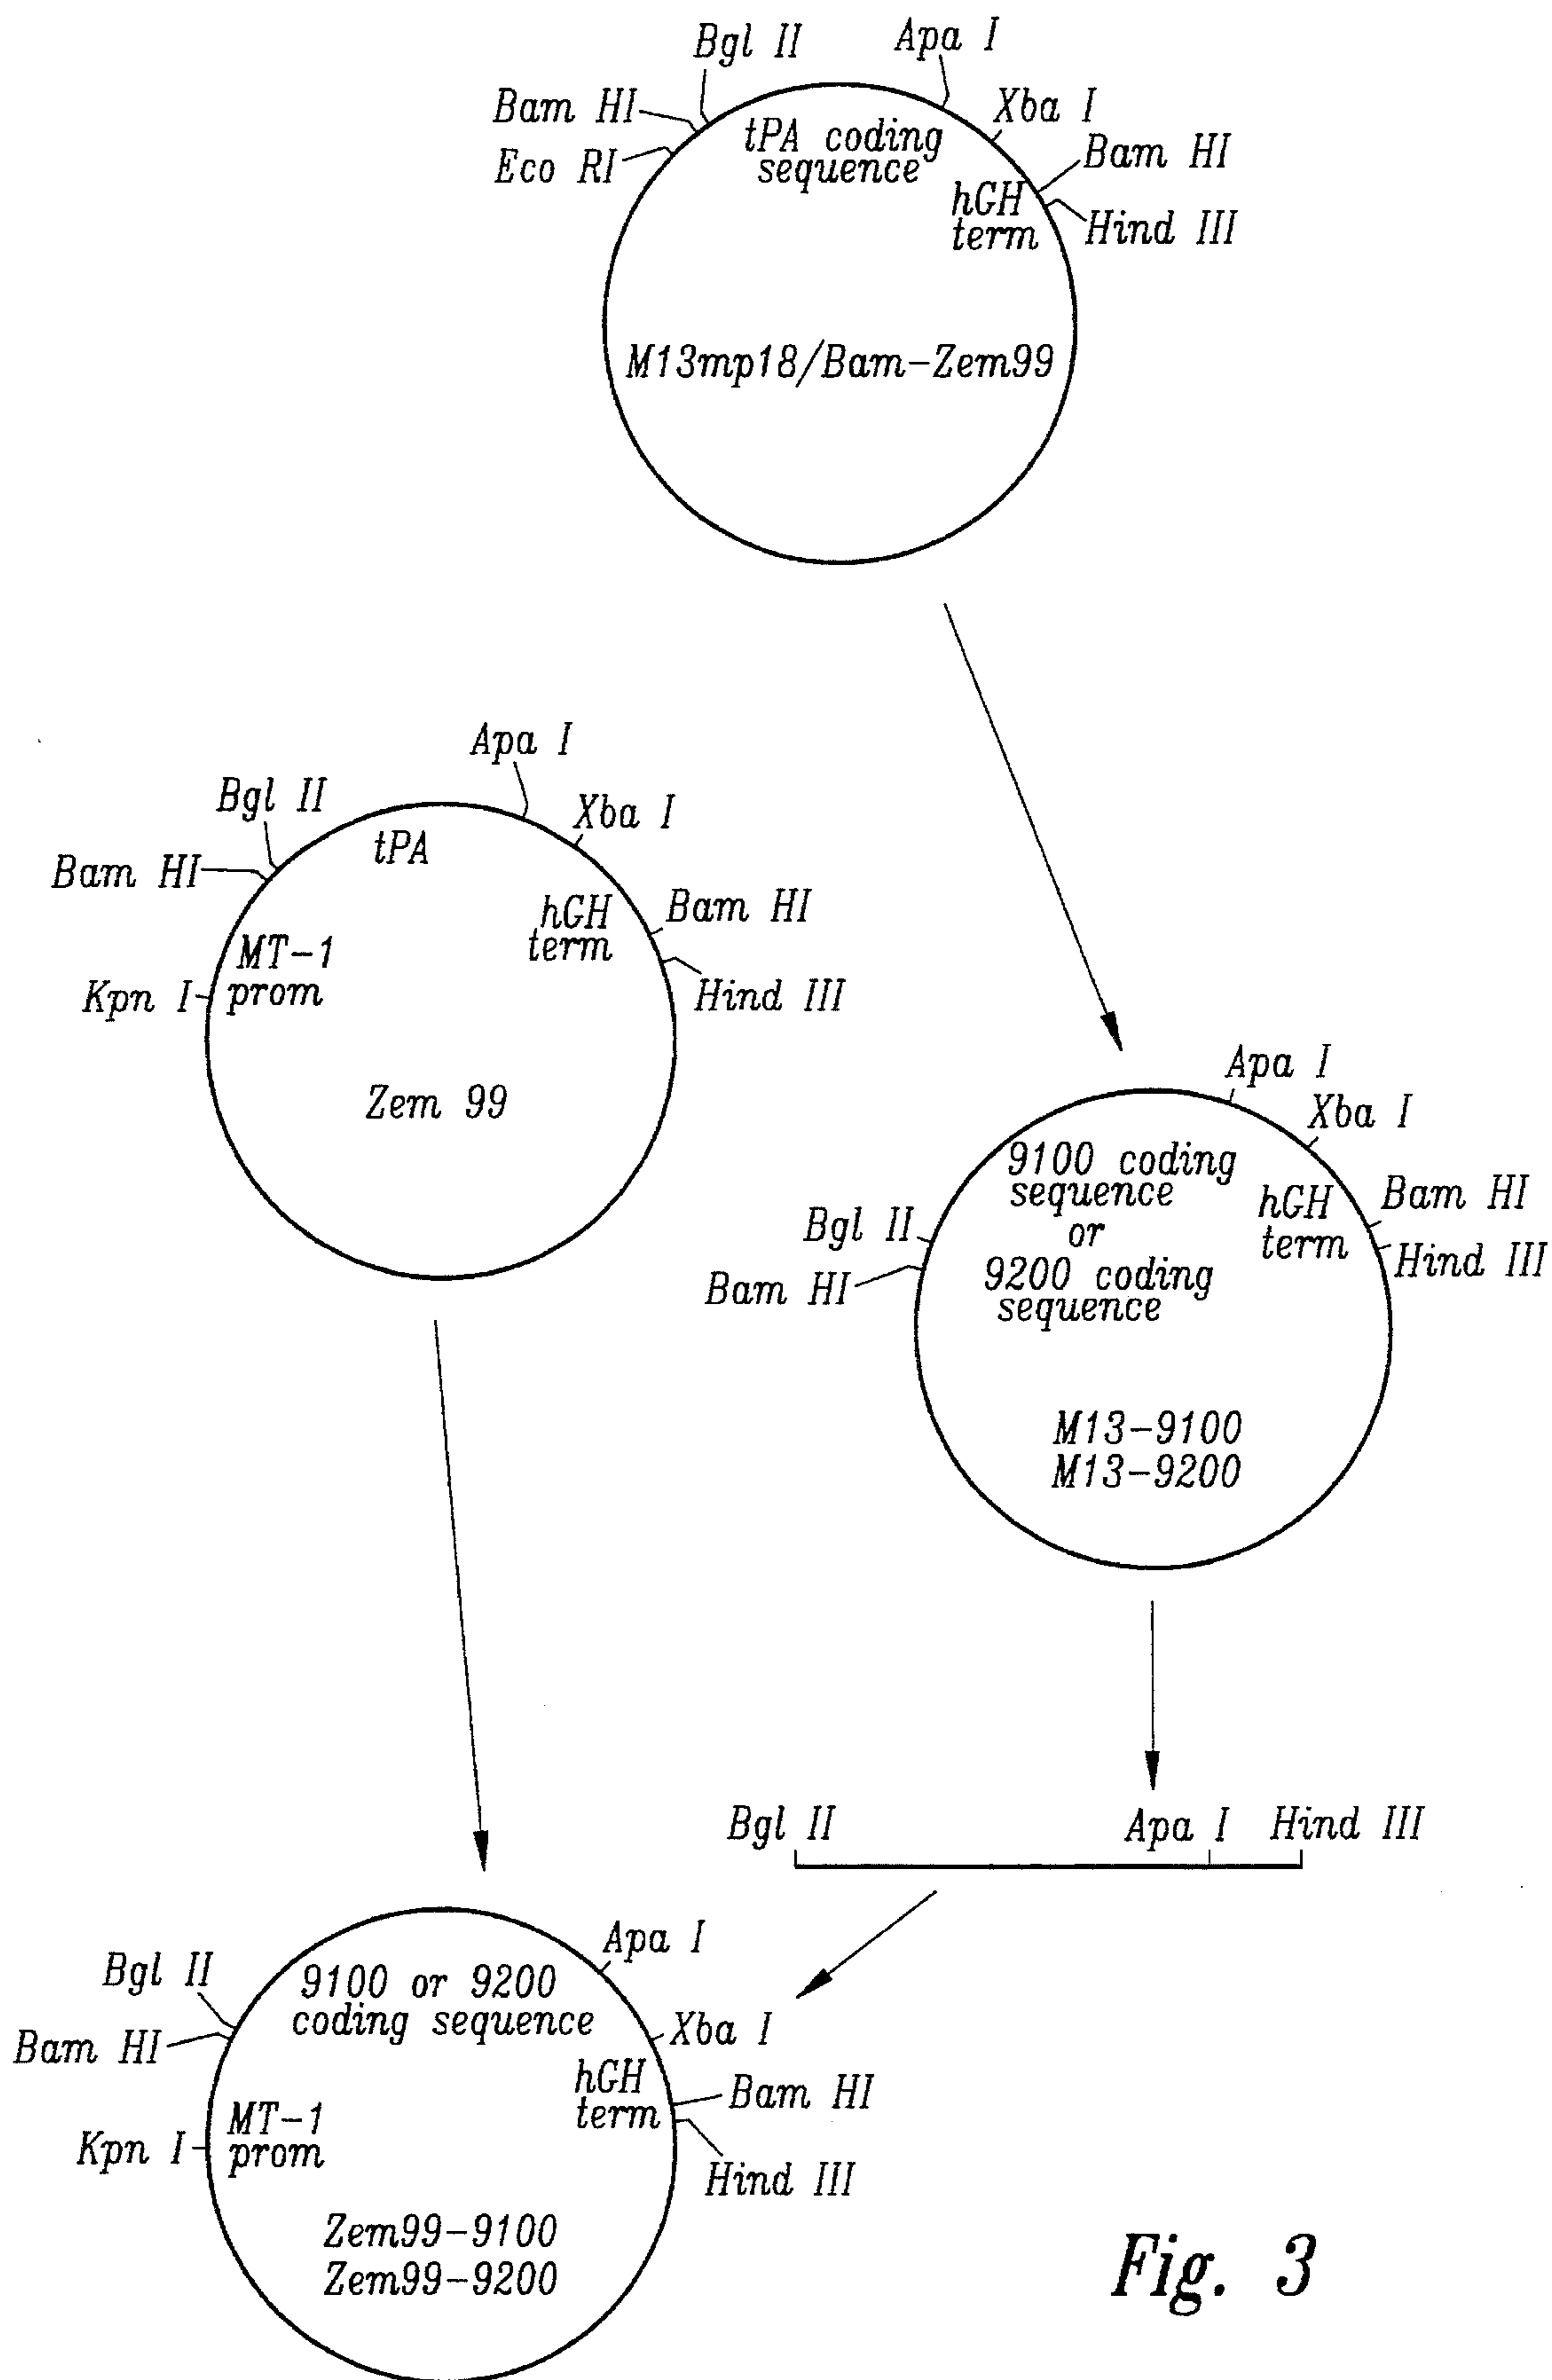 Bgl II
Apa I
Bam HI
Xba I
Eco RI
tPA coding
sequence
Bam HI
hGH
term
Hind III
M13mp18/Bam-Zem99
Apa I
Bgl II
Xba I
tPA
Bam HI
hGH
term
Bam HI
MT-1
prom
Kpn I
Hind III
Zem 99
Apa I
Xba I
9100 coding
sequence
or
9200 coding
sequence
hGH
term
Bam HI
Bgl II
Hind III
Bam HI
M13-9100
M13-9200
Bgl II
Apa I
Hind III
Apa I
Bgl II
9100 or 9200
coding sequence
Xba I
Bam HI
hGH
term
Bam HI
MT-1
prom
Kpn I
Hind III
Zem99-9100
Zem99-9200
Fig. 3